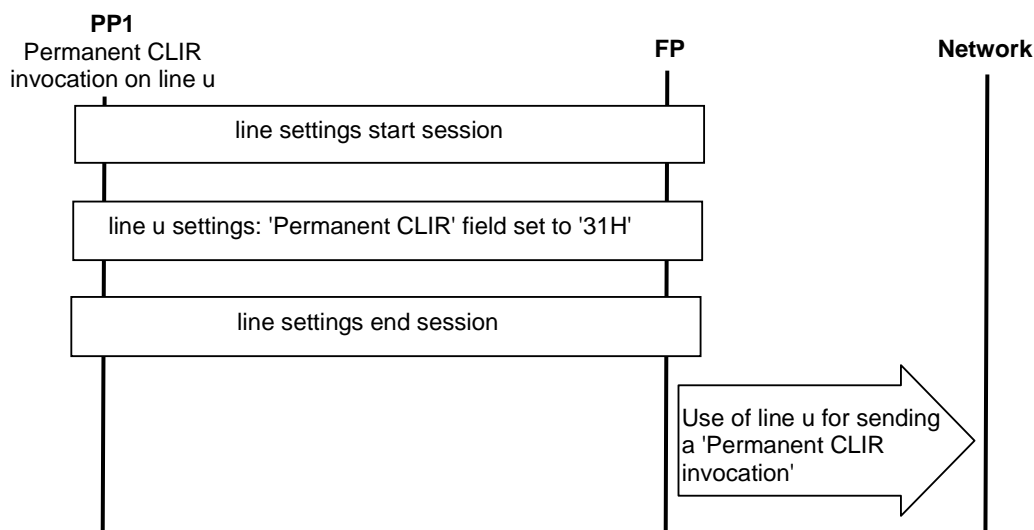 PP1
Permanent CLIR
invocation on line u
FP
Network
line settings start session
line u settings: 'Permanent CLIR' field set to '31H'
line settings end session
Use of line u for sending
a 'Permanent CLIR
invocation'